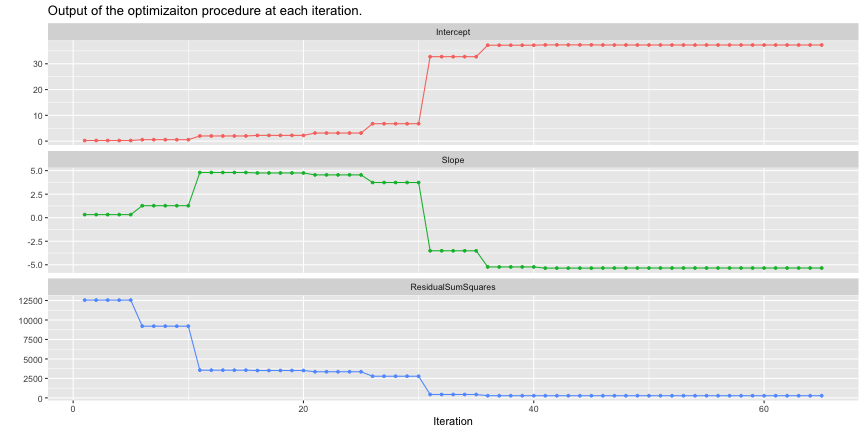 Output of the optimizaiton procedure at each iteration.
Intercept
30
20
10
0
Slope
5.0
2.5
0.0
-2.5
-5.0
ResidualSumSquares
12500
10000
7500
5000
2500
0
0 20 40 60
Iteration